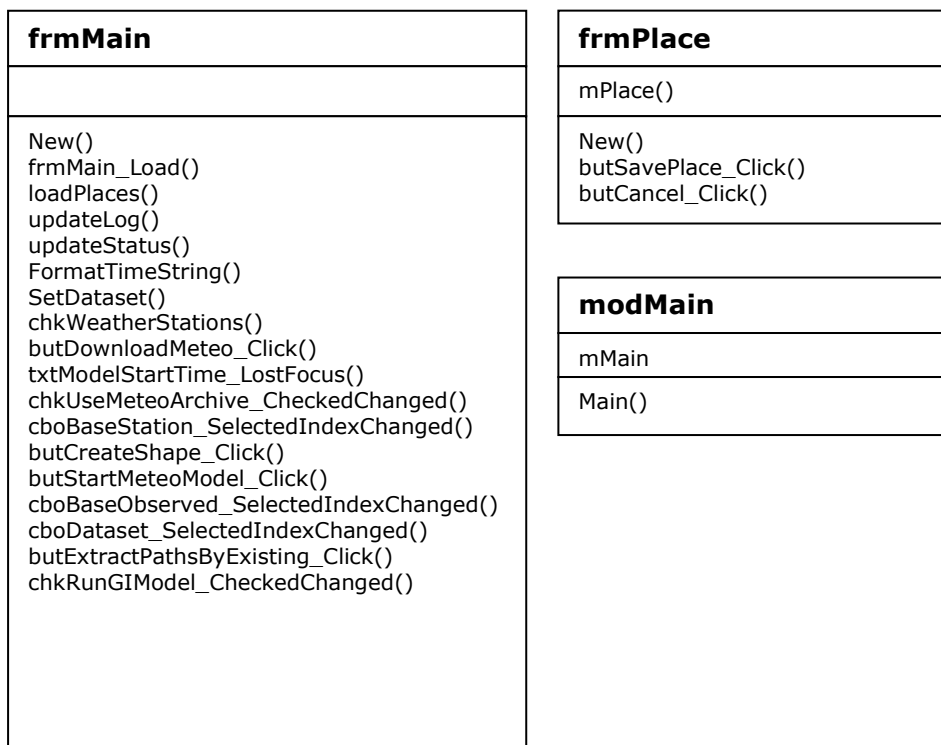 frmMain
New()
frmMain_Load()
loadPlaces()
updateLog()
updateStatus()
FormatTimeString()
SetDataset()
chkWeatherStations()
butDownloadMeteo_Click()
txtModelStartTime_LostFocus()
chkUseMeteoArchive_CheckedChanged()
cboBaseStation_SelectedIndexChanged()
butCreateShape_Click()
butStartMeteoModel_Click()
cboBaseObserved_SelectedIndexChanged()
cboDataset_SelectedIndexChanged()
butExtractPathsByExisting_Click()
chkRunGIModel_CheckedChanged()
frmPlace
mPlace()
New()
butSavePlace_Click()
butCancel_Click()
modMain
mMain
Main()